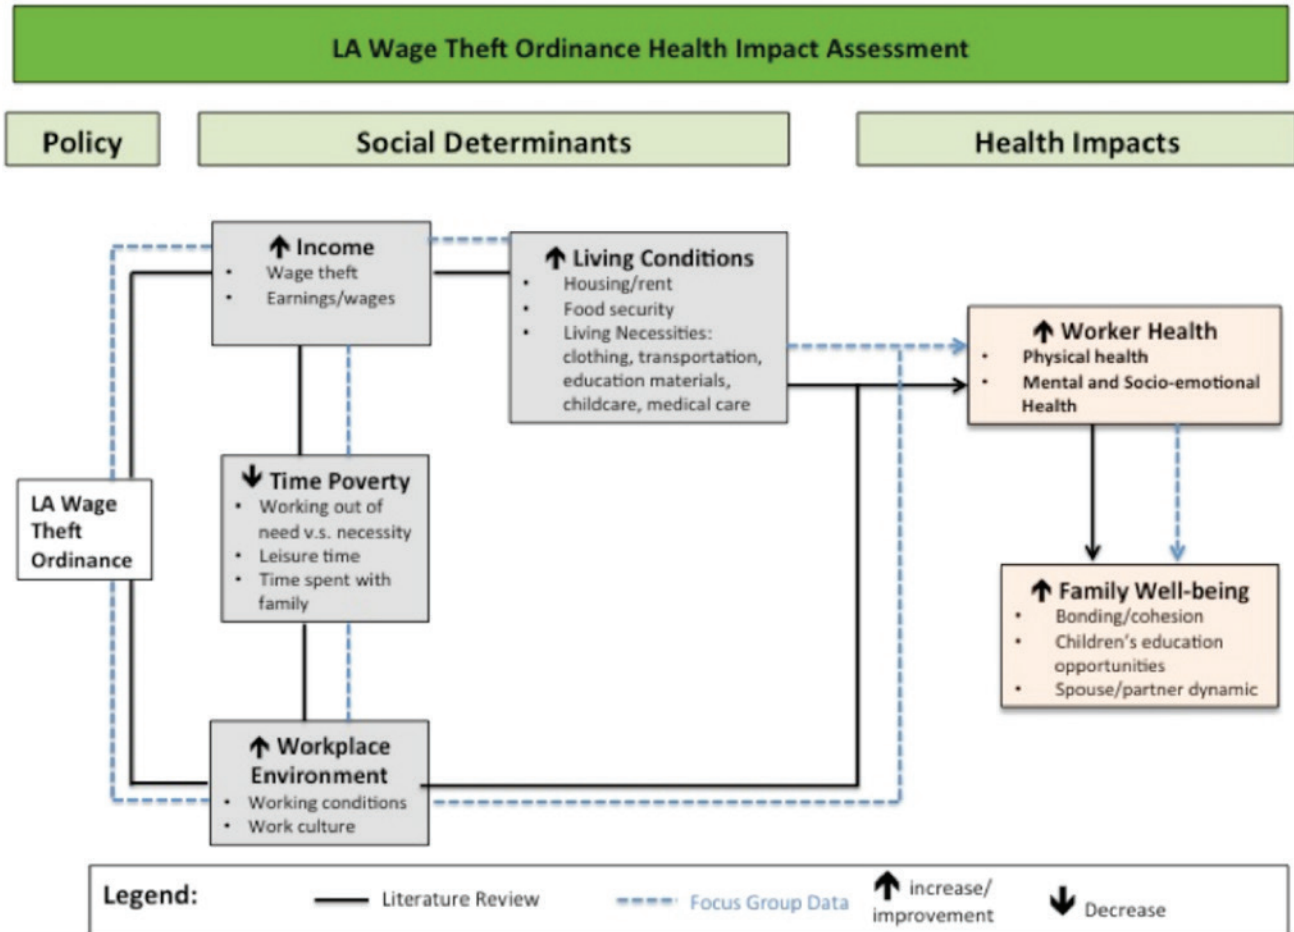 LA Wage Theft Ordinance Health Impact Assessment
Policy
Social Determinants
Health Impacts
Income
• Wage theft
• Earnings/wages
Living Conditions
• Housing/rent
• Food security
• Living Necessities:
clothing, transportation,
education materials,
childcare, medical care
Worker Health
• Physical health
• Mental and Socio-emotional
Health
Time Poverty
• Working out of
need v.s. necessity
• Leisure time
• Time spent with
family
LA Wage
Theft
Ordinance
Family Well-being
• Bonding/cohesion
• Children's education
opportunities
• Spouse/partner dynamic
Workplace
Environment
• Working conditions
• Work culture
Legend:
Literature Review
Focus Group Data
increase/
improvement
Decrease